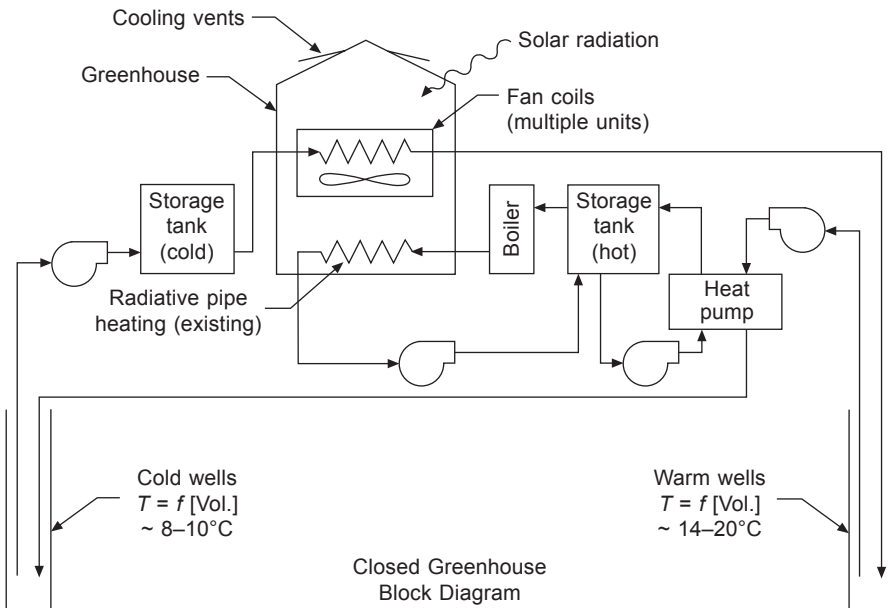 Cooling vents
Solar radiation
Greenhouse
Fan coils
(multiple units)
Storage
tank
(cold)
Boiler
Storage
tank
(hot)
Radiative pipe
heating (existing)
Heat
pump
Cold wells
T = f [Vol.]
~ 8–10°C
Warm wells
T = f [Vol.]
~ 14–20°C
Closed Greenhouse
Block Diagram